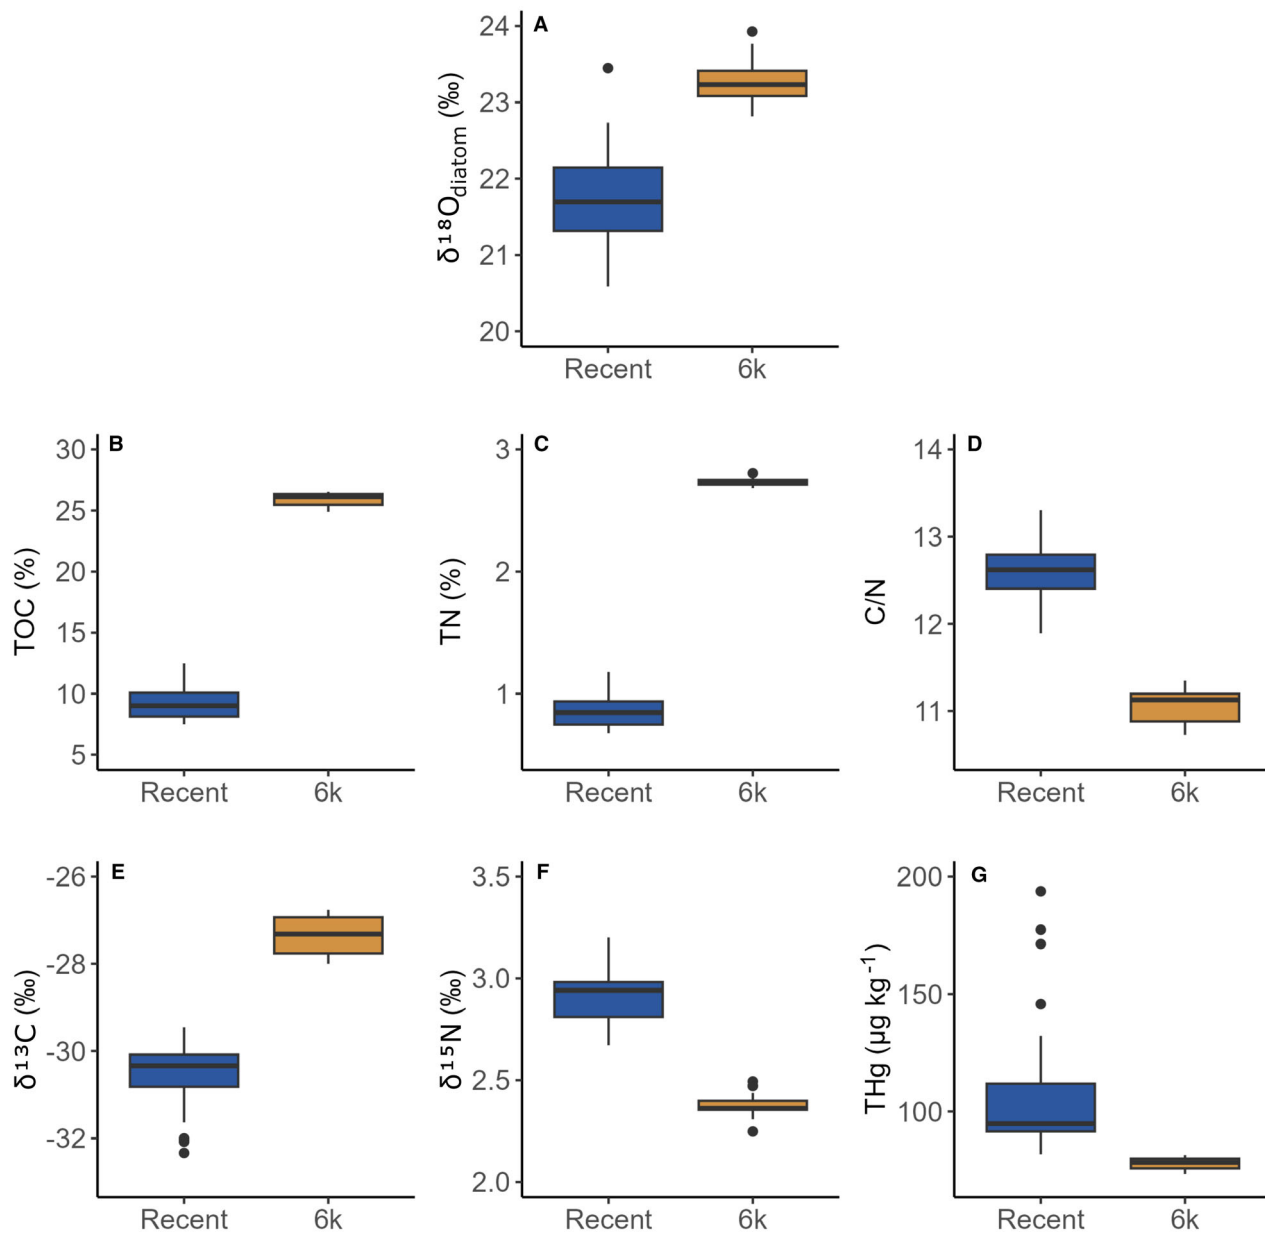 A
24
23
22
21
20
δ¹⁸Odiatom (‰)
Recent 6k
B
30
25
20
15
10
5
TOC (%)
Recent 6k
C
3
2
1
TN (%)
Recent 6k
D
14
13
12
11
C/N
Recent 6k
E
-26
-28
-30
-32
δ¹³C (‰)
Recent 6k
F
3.5
3.0
2.5
2.0
δ¹⁵N (‰)
Recent 6k
G
200
150
100
THg (µg kg⁻¹)
Recent 6k